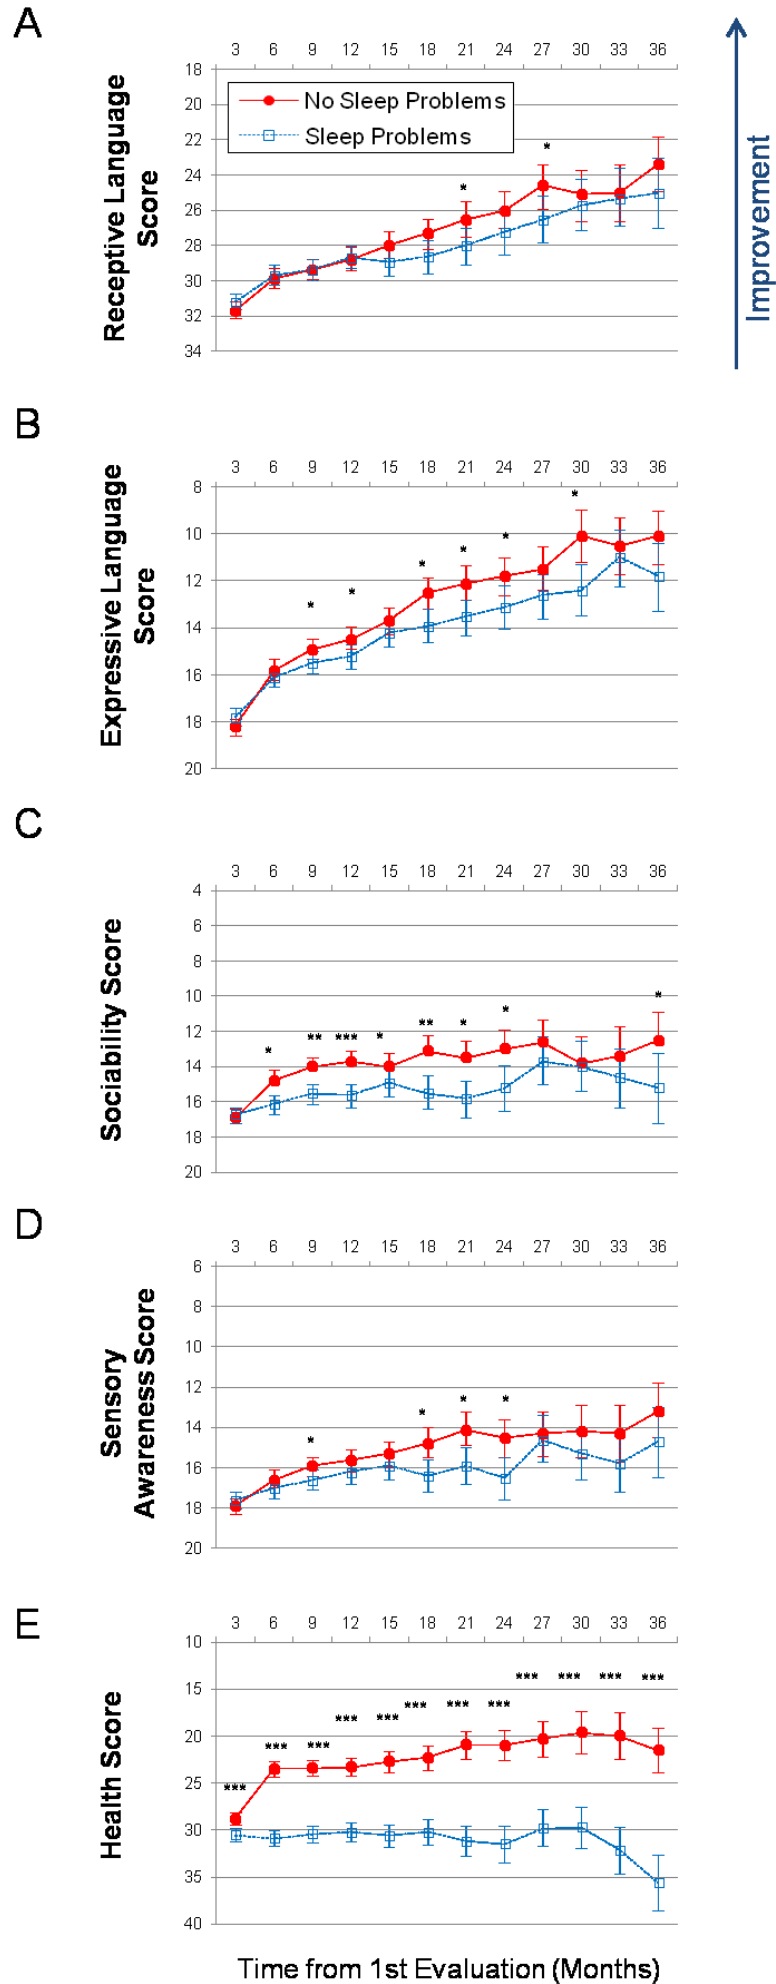 A
3 6 9 12 15 18 21 24 27 30 33 36
18
20
22
24
26
28
30
32
34
Receptive Language
Score
No Sleep Problems
Sleep Problems
* *
Improvement
B
3 6 9 12 15 18 21 24 27 30 33 36
8
10
12
14
16
18
20
Expressive Language
Score
* * * * * *
C
3 6 9 12 15 18 21 24 27 30 33 36
4
6
8
10
12
14
16
18
20
Sociability Score
* ** *** * ** * * *
D
3 6 9 12 15 18 21 24 27 30 33 36
6
8
10
12
14
16
18
20
Sensory
Awareness Score
* * * *
E
3 6 9 12 15 18 21 24 27 30 33 36
10
15
20
25
30
35
40
Health Score
*** *** *** *** *** *** *** *** *** *** *** ***
Time from 1st Evaluation (Months)